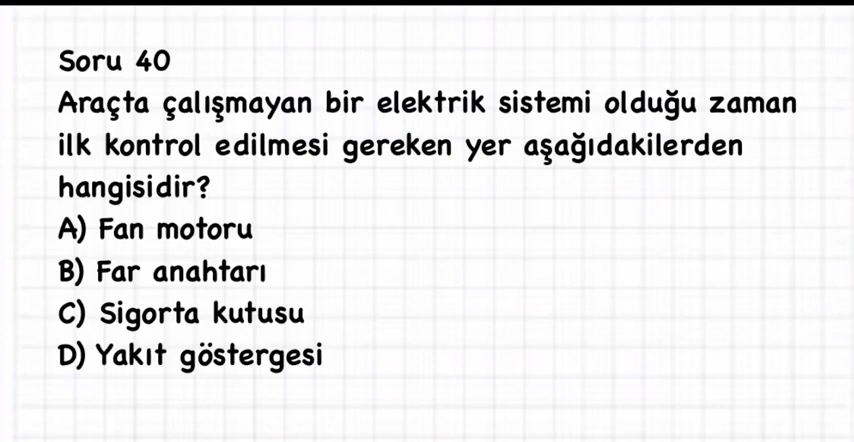 Soru 40
Araçta çalışmayan bir elektrik sistemi olduğu zaman
ilk kontrol edilmesi gereken yer aşağıdakilerden
hangisidir?
A) Fan motoru
B) Far anahtarı
C) Sigorta kutusu
D) Yakıt göstergesi